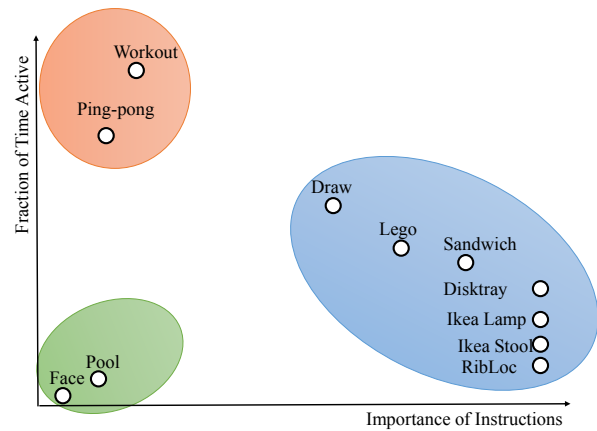 Workout
Ping-pong
Fraction of Time Active
Draw
Lego
Sandwich
Disktray
Ikea Lamp
Ikea Stool
RibLoc
Pool
Face
Importance of Instructions